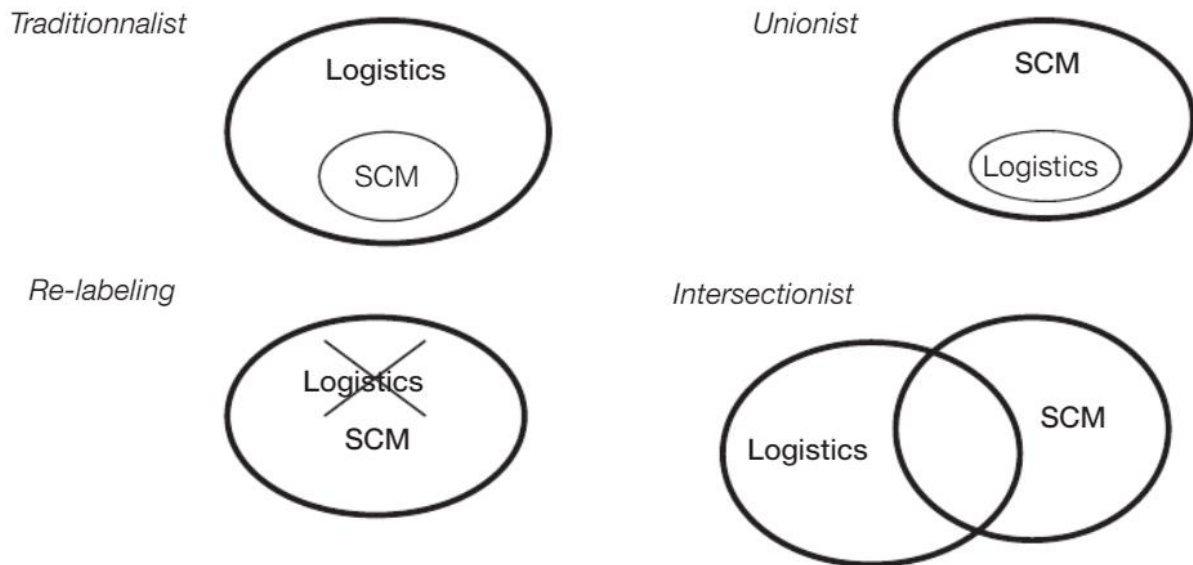 Traditionnalist
Logistics
SCM
Unionist
SCM
Logistics
Re-labeling
Logistics
SCM
Intersectionist
Logistics
SCM